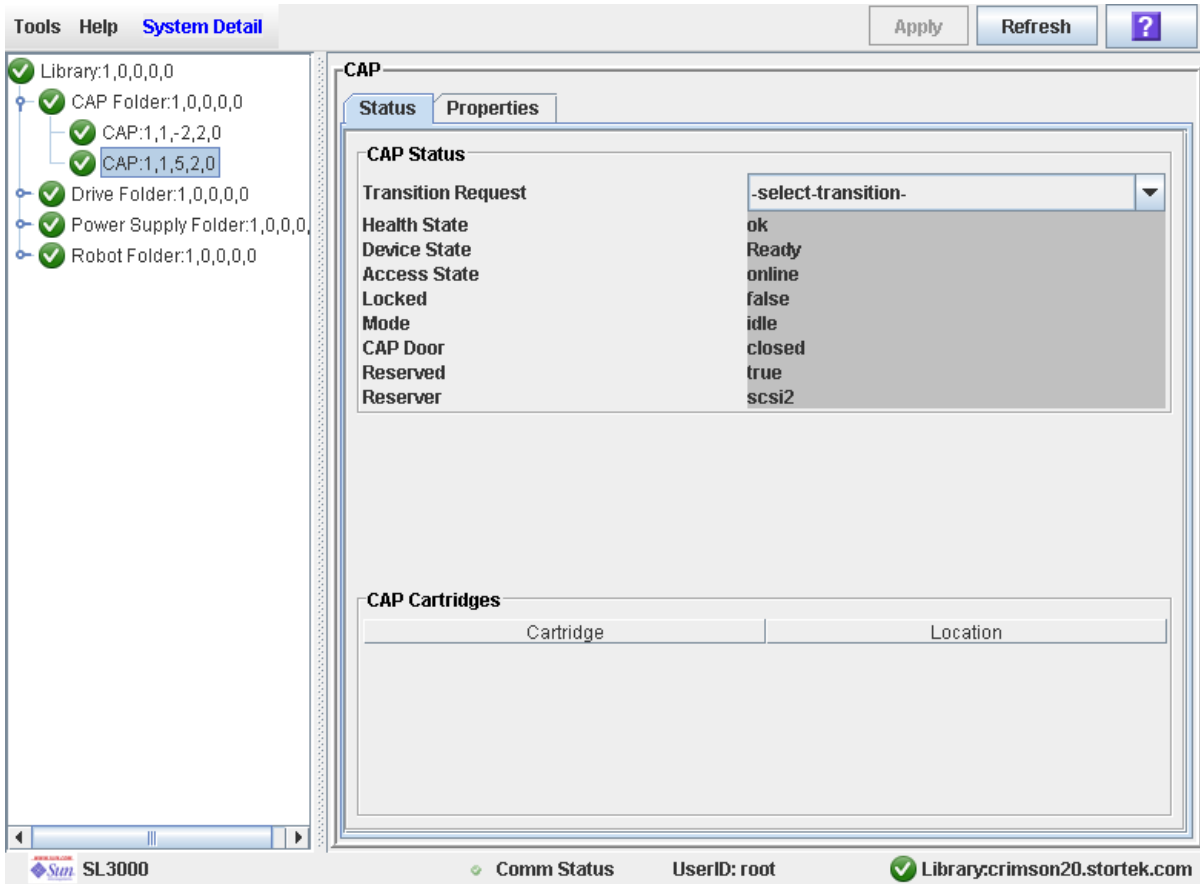 Tools Help System Detail Apply Refresh ?
Library:1,0,0,0,0
CAP Folder:1,0,0,0,0
CAP:1,1,-2,2,0
CAP:1,1,5,2,0
Drive Folder:1,0,0,0,0
Power Supply Folder:1,0,0,0,
Robot Folder:1,0,0,0,0
CAP
Status Properties
CAP Status
Transition Request -select-transition-
Health State ok
Device State Ready
Access State online
Locked false
Mode idle
CAP Door closed
Reserved true
Reserver scsi2
CAP Cartridges
Cartridge Location
Sun SL3000 Comm Status UserID: root Library:crimson20.stortek.com